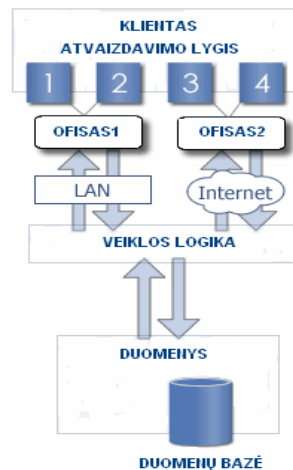 KLIENTAS
ATVAIZDAVIMO LYGIS
1 2 3 4
OFISAS1 OFISAS2
LAN Internet
VEIKLOS LOGIKA
DUOMENYS
DUOMENŲ BAZĖ